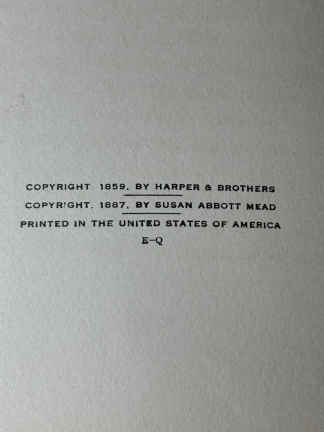 COPYRIGHT, 1859, BY HARPER & BROTHERS
COPYRIGHT, 1887, BY SUSAN ABBOTT MEAD
PRINTED IN THE UNITED STATES OF AMERICA
E-Q